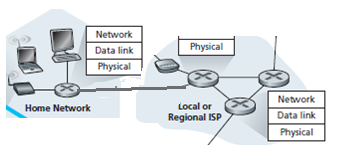 Network
Data link
Physical
Home Network
Physical
Local or
Regional ISP
Network
Data link
Physical